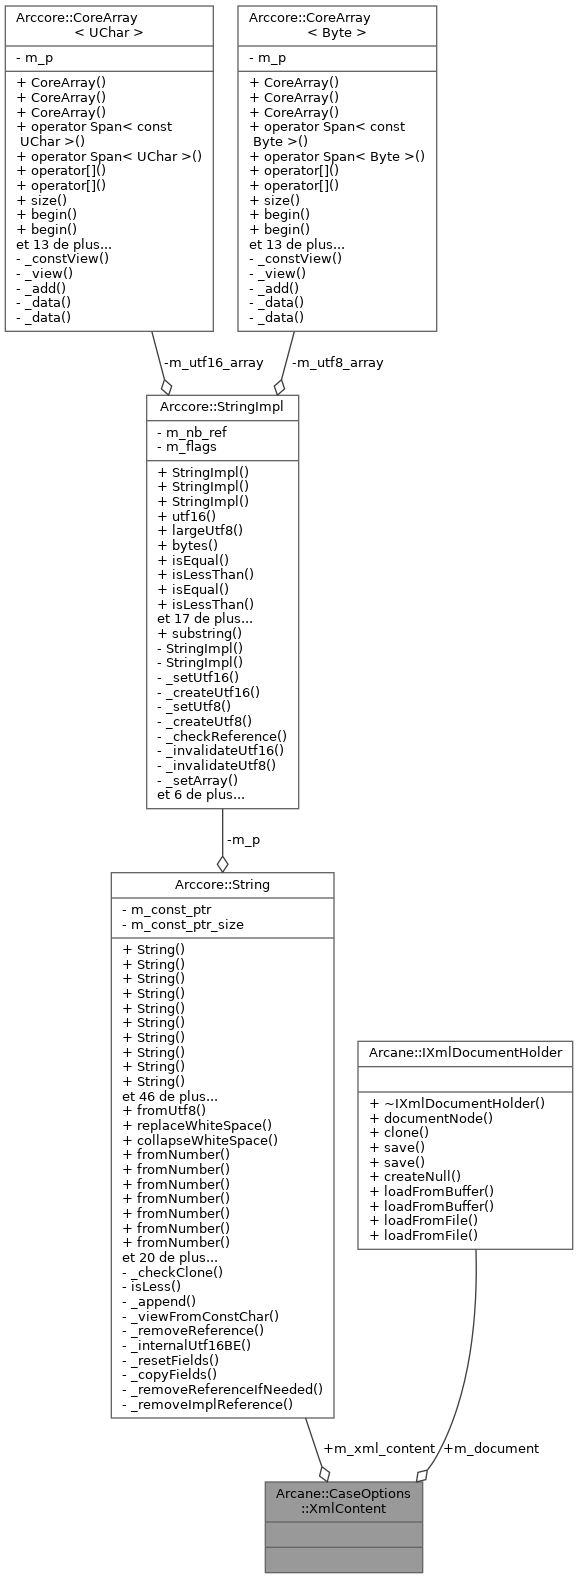 Arccore::CoreArray
< UChar >
- m_p
+ CoreArray()
+ CoreArray()
+ CoreArray()
+ operator Span< const
UChar >()
+ operator Span< UChar >()
+ operator[]()
+ operator[]()
+ size()
+ begin()
+ begin()
et 13 de plus...
- _constView()
- _view()
- _add()
- _data()
- _data()
Arccore::CoreArray
< Byte >
- m_p
+ CoreArray()
+ CoreArray()
+ CoreArray()
+ operator Span< const
Byte >()
+ operator Span< Byte >()
+ operator[]()
+ operator[]()
+ size()
+ begin()
+ begin()
et 13 de plus...
- _constView()
- _view()
- _add()
- _data()
- _data()
-m_utf16_array
-m_utf8_array
Arccore::StringImpl
- m_nb_ref
- m_flags
+ StringImpl()
+ StringImpl()
+ StringImpl()
+ utf16()
+ largeUtf8()
+ bytes()
+ isEqual()
+ isLessThan()
+ isEqual()
+ isLessThan()
et 17 de plus...
+ substring()
- StringImpl()
- StringImpl()
- _setUtf16()
- _createUtf16()
- _setUtf8()
- _createUtf8()
- _checkReference()
- _invalidateUtf16()
- _invalidateUtf8()
- _setArray()
et 6 de plus...
-m_p
Arccore::String
- m_const_ptr
- m_const_ptr_size
+ String()
+ String()
+ String()
+ String()
+ String()
+ String()
+ String()
+ String()
+ String()
+ String()
et 46 de plus...
+ fromUtf8()
+ replaceWhiteSpace()
+ collapseWhiteSpace()
+ fromNumber()
+ fromNumber()
+ fromNumber()
+ fromNumber()
+ fromNumber()
+ fromNumber()
+ fromNumber()
et 20 de plus...
- _checkClone()
- isLess()
- _append()
- _viewFromConstChar()
- _removeReference()
- _internalUtf16BE()
- _resetFields()
- _copyFields()
- _removeReferenceIfNeeded()
- _removeImplReference()
Arcane::IXmlDocumentHolder
+ ~IXmlDocumentHolder()
+ documentNode()
+ clone()
+ save()
+ save()
+ createNull()
+ loadFromBuffer()
+ loadFromBuffer()
+ loadFromFile()
+ loadFromFile()
+m_xml_content
+m_document
Arcane::CaseOptions
::XmlContent